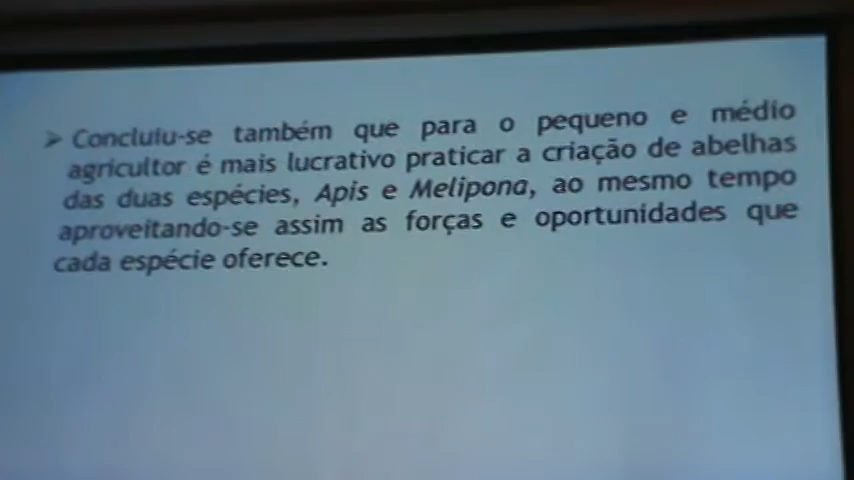 ➢ Concluiu-se também que para o pequeno e médio
agricultor é mais lucrativo praticar a criação de abelhas
das duas espécies, Apis e Melipona, ao mesmo tempo
aproveitando-se assim as forças e oportunidades que
cada espécie oferece.